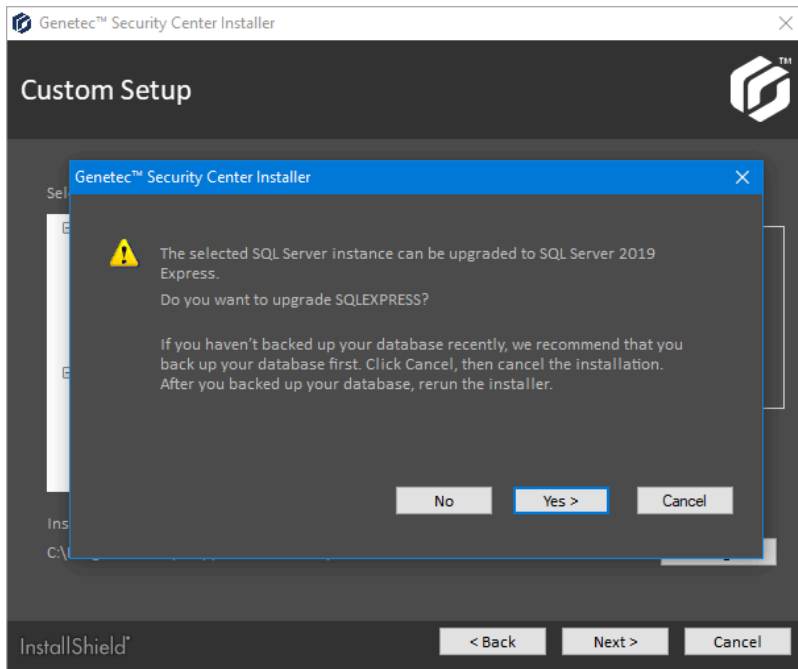 Genetec™ Security Center Installer
Custom Setup
TM
Sel
Genetec™ Security Center Installer
The selected SQL Server instance can be upgraded to SQL Server 2019
Express.
Do you want to upgrade SQLEXPRESS?
If you haven't backed up your database recently, we recommend that you
back up your database first. Click Cancel, then cancel the installation.
After you backed up your database, rerun the installer.
No
Yes >
Cancel
Ins
C:\
InstallShield
< Back
Next >
Cancel